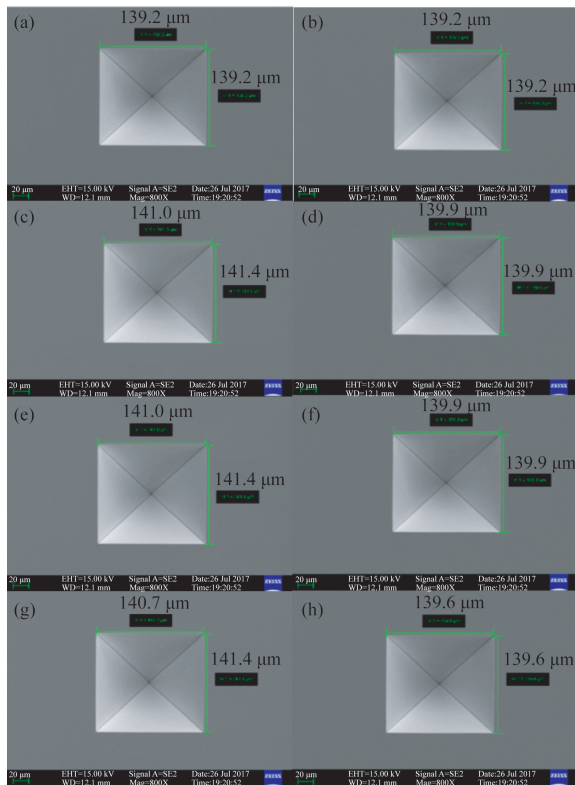 (a)
139.2 μm
139.2 μm
20 μm
EHT=15.00 kV Signal A=SE2 Date:26 Jul 2017
WD=12.1 mm Mag=800X Time:19:20:52
ZEISS
(b)
139.2 μm
139.2 μm
20 μm
EHT=15.00 kV Signal A=SE2 Date:26 Jul 2017
WD=12.1 mm Mag=800X Time:19:20:52
ZEISS
(c)
141.0 μm
141.4 μm
20 μm
EHT=15.00 kV Signal A=SE2 Date:26 Jul 2017
WD=12.1 mm Mag=800X Time:19:20:52
ZEISS
(d)
139.9 μm
139.9 μm
20 μm
EHT=15.00 kV Signal A=SE2 Date:26 Jul 2017
WD=12.1 mm Mag=800X Time:19:20:52
ZEISS
(e)
141.0 μm
141.4 μm
20 μm
EHT=15.00 kV Signal A=SE2 Date:26 Jul 2017
WD=12.1 mm Mag=800X Time:19:20:52
ZEISS
(f)
139.9 μm
139.9 μm
20 μm
EHT=15.00 kV Signal A=SE2 Date:26 Jul 2017
WD=12.1 mm Mag=800X Time:19:20:52
ZEISS
(g)
140.7 μm
141.4 μm
20 μm
EHT=15.00 kV Signal A=SE2 Date:26 Jul 2017
WD=12.1 mm Mag=800X Time:19:20:52
ZEISS
(h)
139.6 μm
139.6 μm
20 μm
EHT=15.00 kV Signal A=SE2 Date:26 Jul 2017
WD=12.1 mm Mag=800X Time:19:20:52
ZEISS